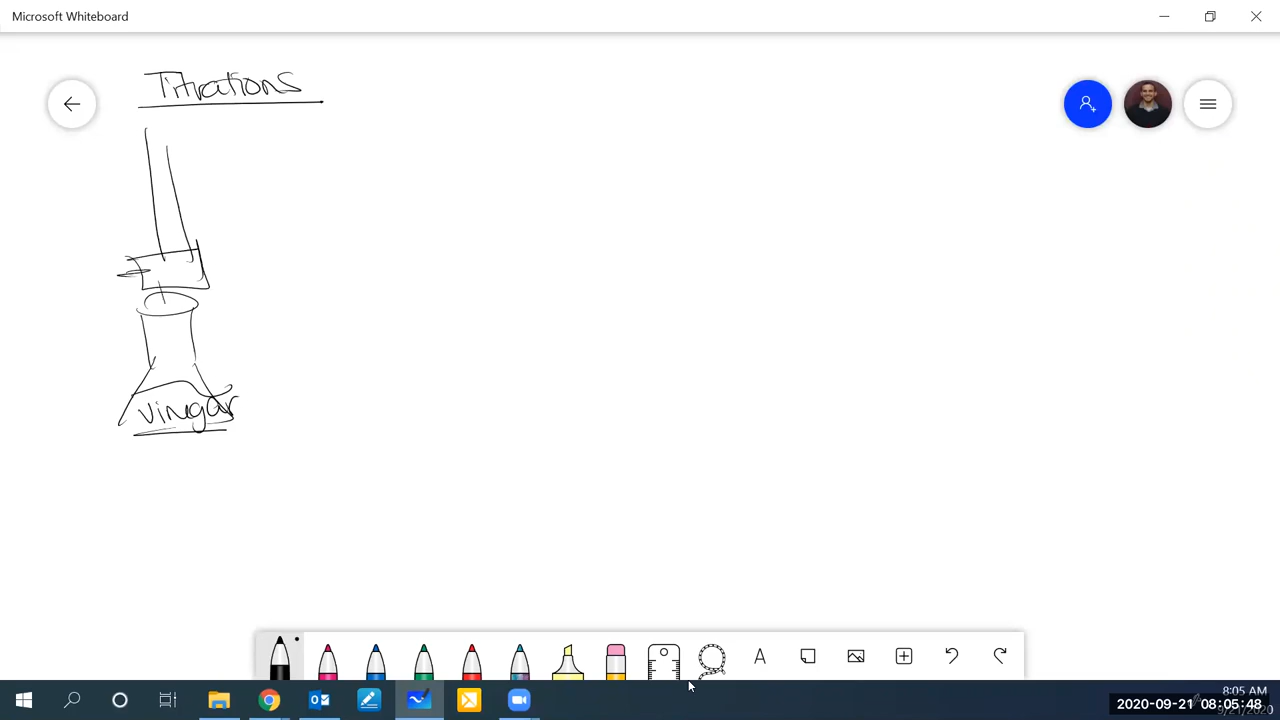 Microsoft Whiteboard
Titrations
vinegar
A
8:05 AM
2020-09-21 08:05:48